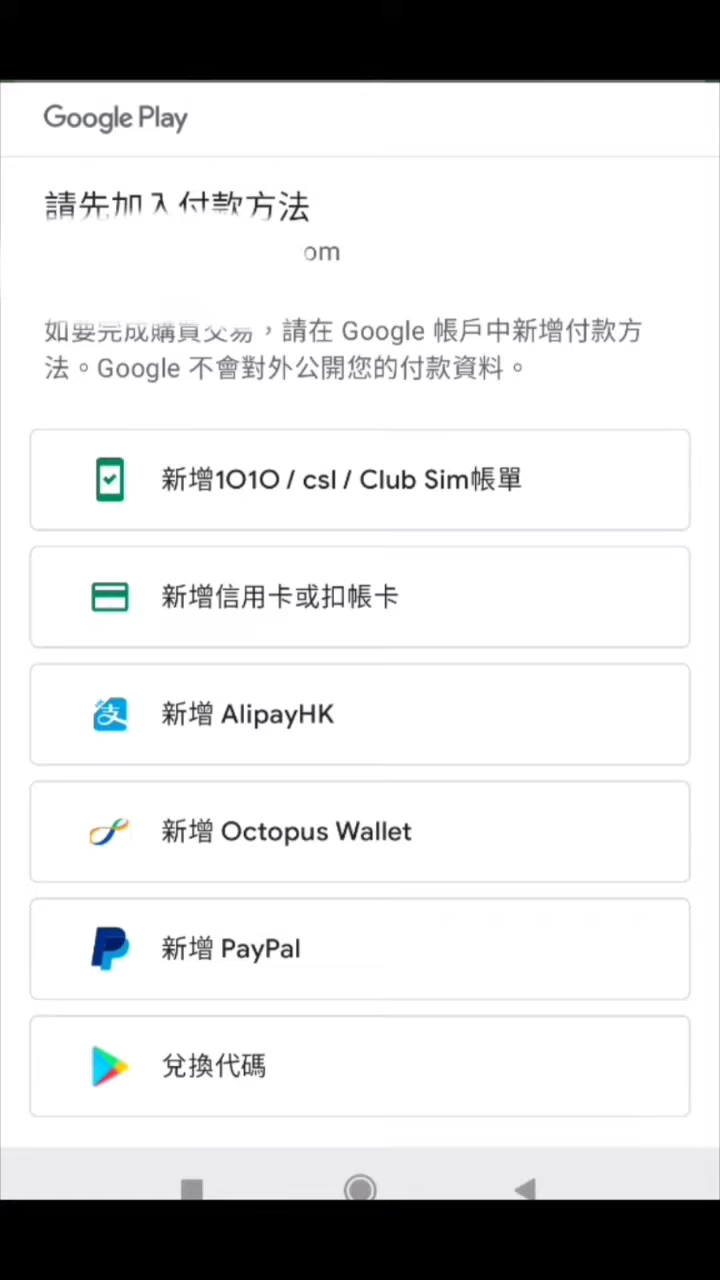 Google Play
請先加入付款方法
om
如要完成購買交易，請在 Google 帳戶中新增付款方
法。Google 不會對外公開您的付款資料。
新增1O1O / csl / Club Sim帳單
新增信用卡或扣帳卡
支
新增 AlipayHK
新增 Octopus Wallet
新增 PayPal
兌換代碼